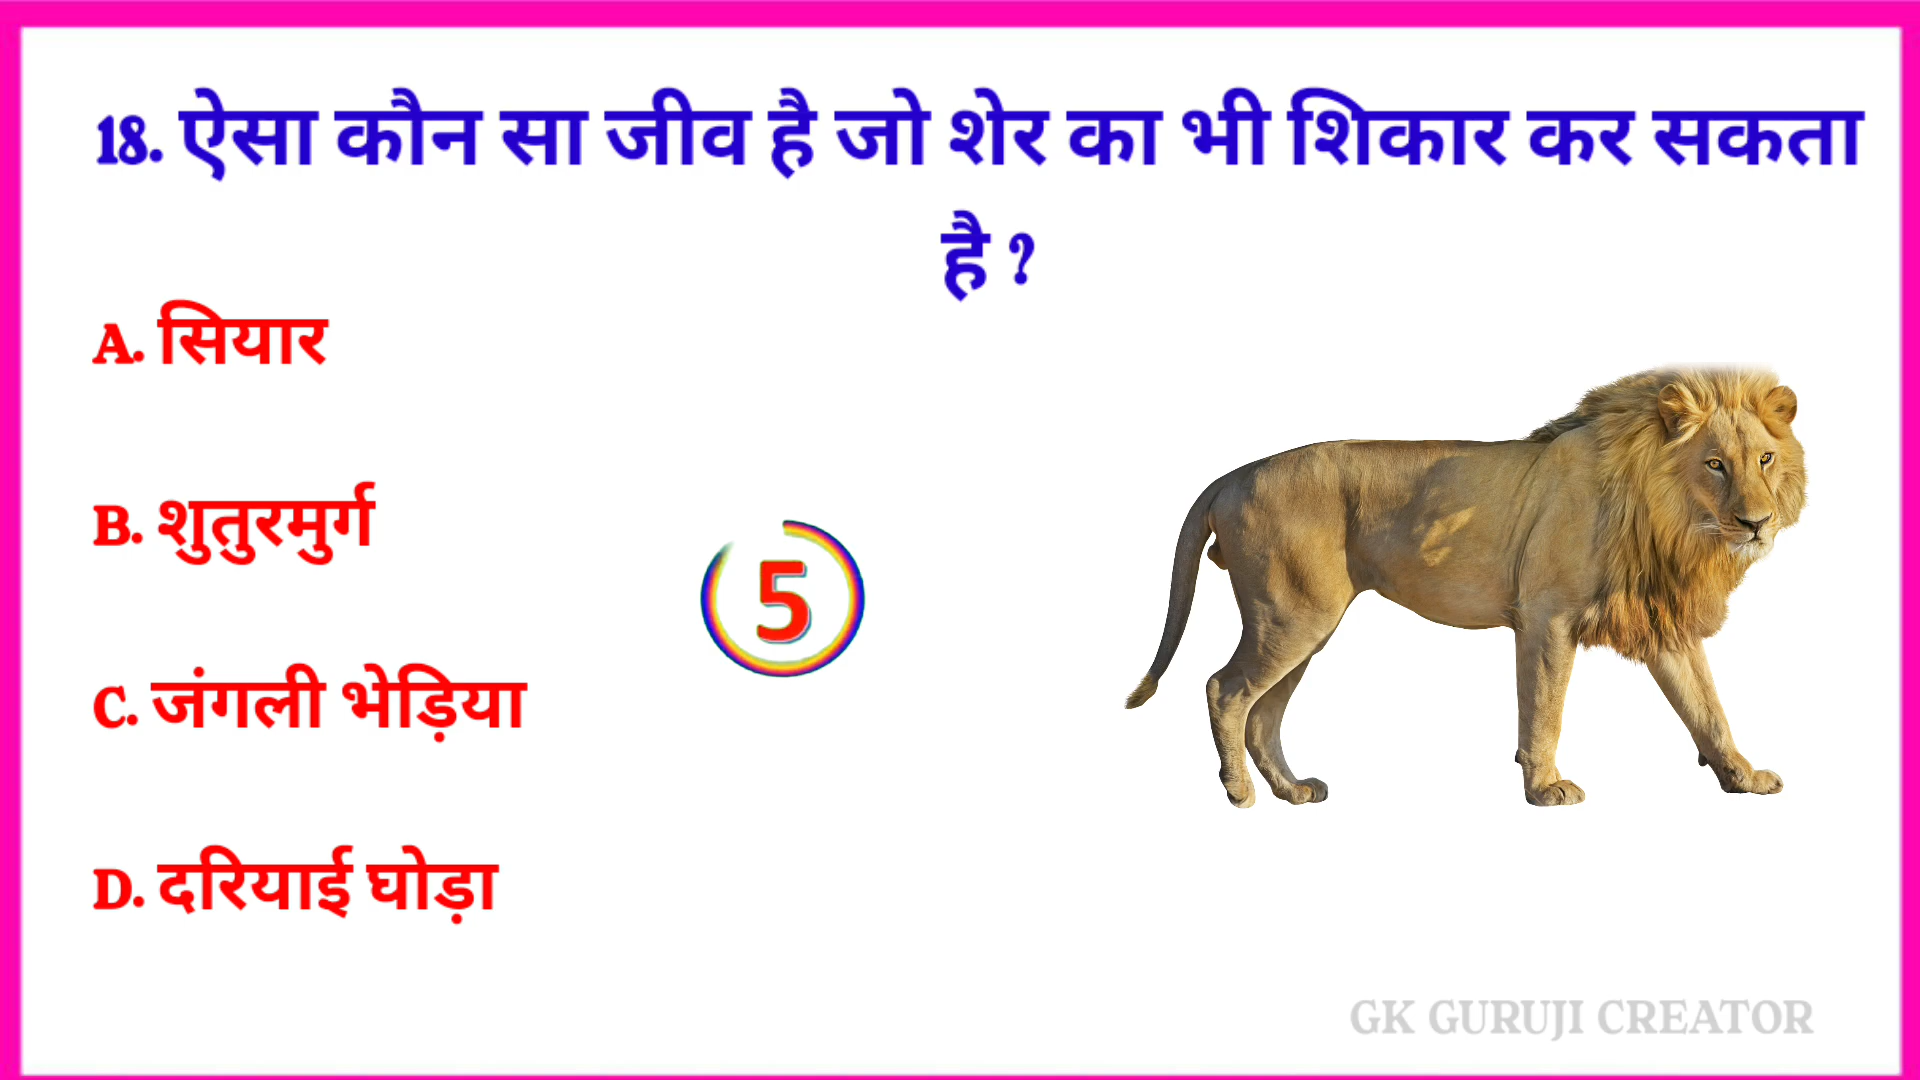 18. ऐसा कौन सा जीव है जो शेर का भी शिकार कर सकता
है ?
A. सियार
B. शुतुरमुर्ग
5
C. जंगली भेड़िया
D. दरियाई घोड़ा
GK GURUJI CREATOR